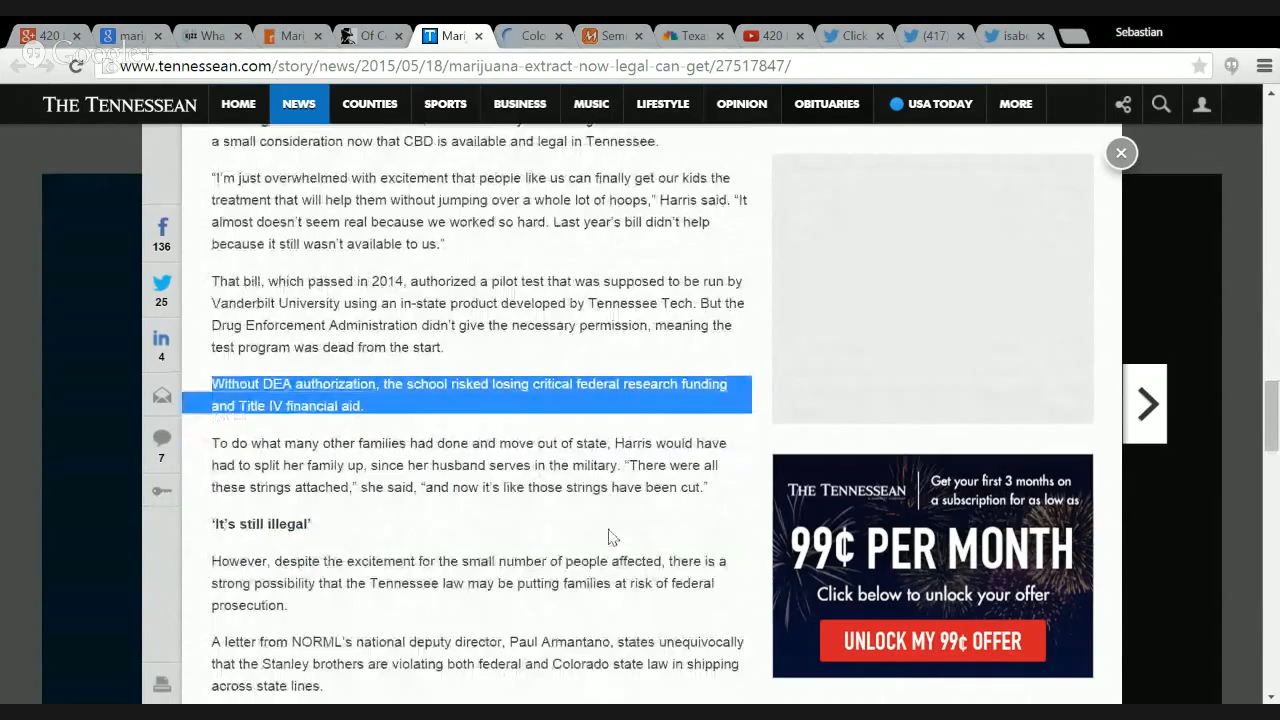 420
marij
Wha
Mari
Of C
Mari
Colo
Semi
Texa
420
Click
(417)
isabe
Sebastian
Google+
www.tennessean.com/story/news/2015/05/18/marijuana-extract-now-legal-can-get/27517847/
THE TENNESSEAN
HOME
NEWS
COUNTIES
SPORTS
BUSINESS
MUSIC
LIFESTYLE
OPINION
OBITUARIES
USA TODAY
MORE
a small consideration now that CBD is available and legal in Tennessee.
“I’m just overwhelmed with excitement that people like us can finally get our kids the
treatment that will help them without jumping over a whole lot of hoops,” Harris said. “It
almost doesn’t seem real because we worked so hard. Last year’s bill didn’t help
because it still wasn’t available to us.”
That bill, which passed in 2014, authorized a pilot test that was supposed to be run by
Vanderbilt University using an in-state product developed by Tennessee Tech. But the
Drug Enforcement Administration didn’t give the necessary permission, meaning the
test program was dead from the start.
Without DEA authorization, the school risked losing critical federal research funding
and Title IV financial aid.
To do what many other families had done and move out of state, Harris would have
had to split her family up, since her husband serves in the military. “There were all
these strings attached,” she said, “and now it’s like those strings have been cut.”
‘It’s still illegal’
However, despite the excitement for the small number of people affected, there is a
strong possibility that the Tennessee law may be putting families at risk of federal
prosecution.
A letter from NORML’s national deputy director, Paul Armantano, states unequivocally
that the Stanley brothers are violating both federal and Colorado state law in shipping
across state lines.
136
25
4
7
THE TENNESSEAN
Get your first 3 months on
a subscription for as low as
99¢ PER MONTH
Click below to unlock your offer
UNLOCK MY 99¢ OFFER